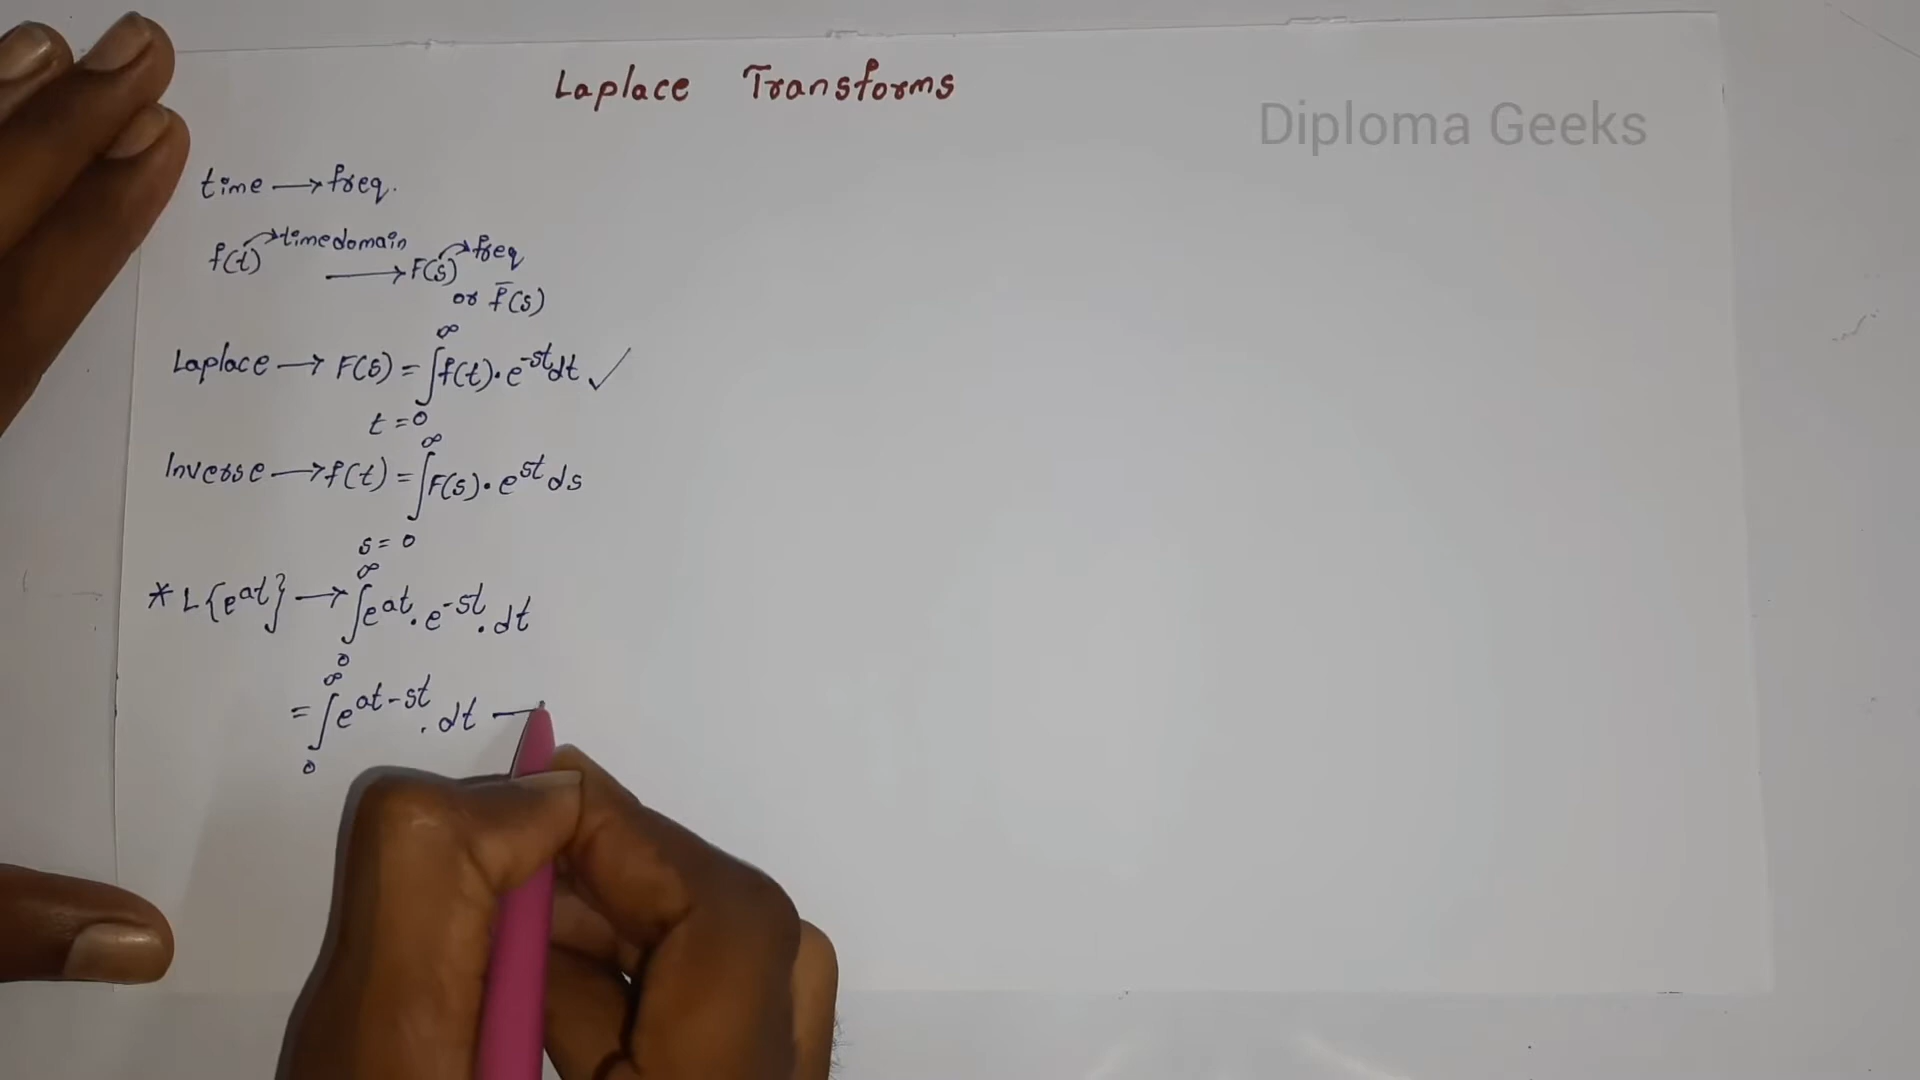 Laplace Transforms
Diploma Geeks
time → freq.
f(t) → timedomain → F(s) → freq
or f̄(s)
Laplace → F(s) = ∫_{t=0}^{∞} f(t)·e^{-st}dt ✓
Inverse → f(t) = ∫_{s=0}^{∞} F(s)·e^{st} ds
* L{e^{at}} → ∫_{0}^{∞} e^{at}.e^{-st}.dt
= ∫_{0}^{∞} e^{at-st}.dt —